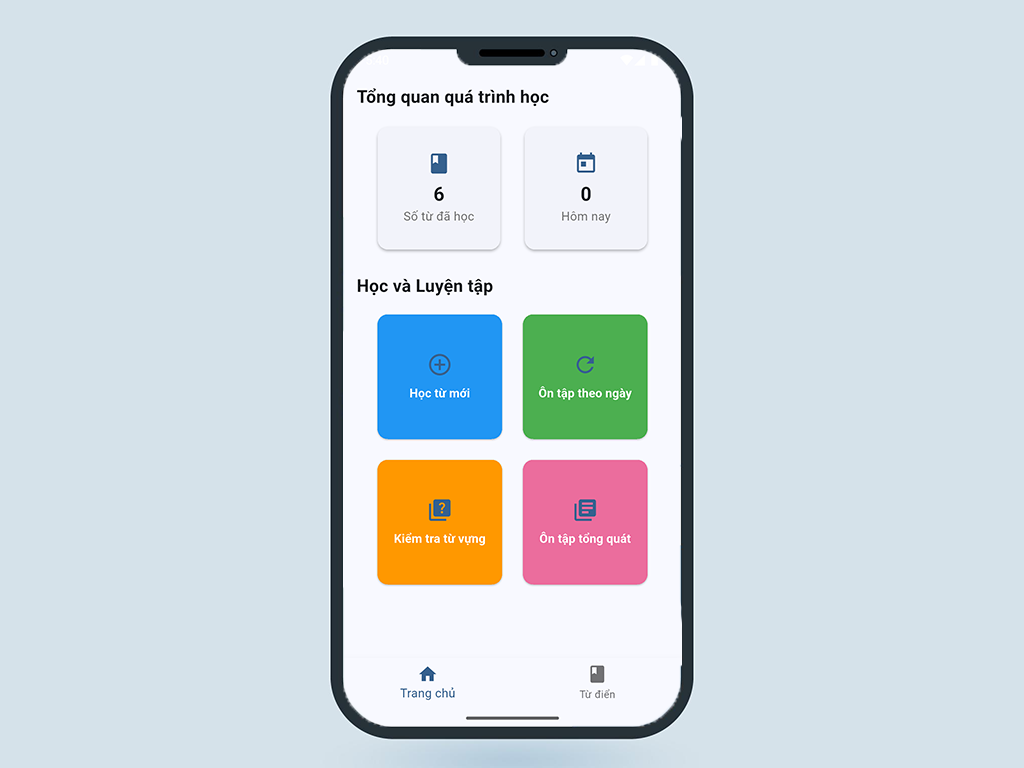 Tổng quan quá trình học
6
0
Số từ đã học
Hôm nay
Học và Luyện tập
Học từ mới
Ôn tập theo ngày
Kiểm tra từ vựng
Ôn tập tổng quát
Trang chủ
Từ điển